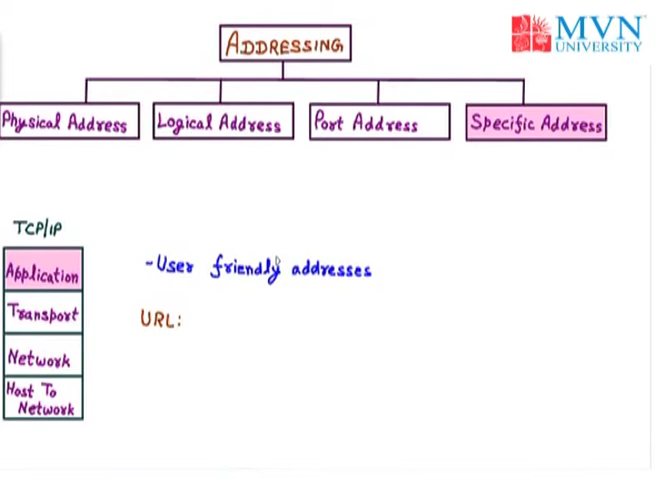 MVN
UNIVERSITY
ADDRESSING
Physical Address
Logical Address
Port Address
Specific Address
TCP/IP
Application
Transport
Network
Host To
Network
-User friendly addresses
URL: